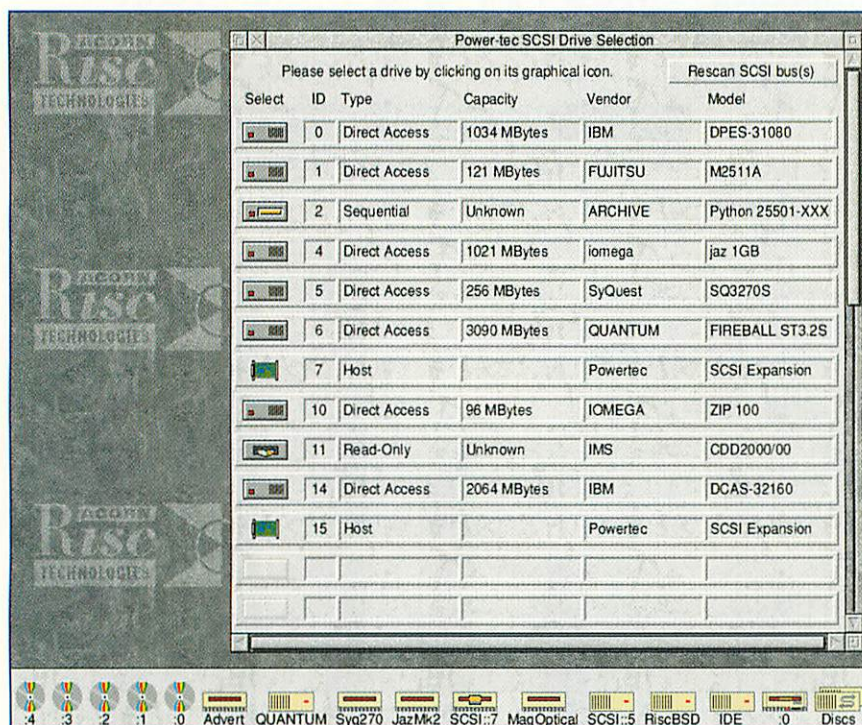 ACORN
Risc
TECHNOLOGIES
ACORN
Risc
TECHNOLOGIES
ACORN
Risc
TECHNOLOGIES
Power-tec SCSI Drive Selection
Please select a drive by clicking on its graphical icon. Rescan SCSI bus(s)
Select ID Type Capacity Vendor Model
0 Direct Access 1034 MBytes IBM DPES-31080
1 Direct Access 121 MBytes FUJITSU M2511A
2 Sequential Unknown ARCHIVE Python 25501-XXX
4 Direct Access 1021 MBytes iomega jaz 1GB
5 Direct Access 256 MBytes SyQuest SQ3270S
6 Direct Access 3090 MBytes QUANTUM FIREBALL ST3.2S
7 Host Powertec SCSI Expansion
10 Direct Access 96 MBytes IOMEGA ZIP 100
11 Read-Only Unknown IMS CDD2000/00
14 Direct Access 2064 MBytes IBM DCAS-32160
15 Host Powertec SCSI Expansion
:4 :3 :2 :1 :0 Advert QUANTUM Syq270 JazMk2 SCSI::7 MagOptical SCSI::5 RiscBSD IDE Discs